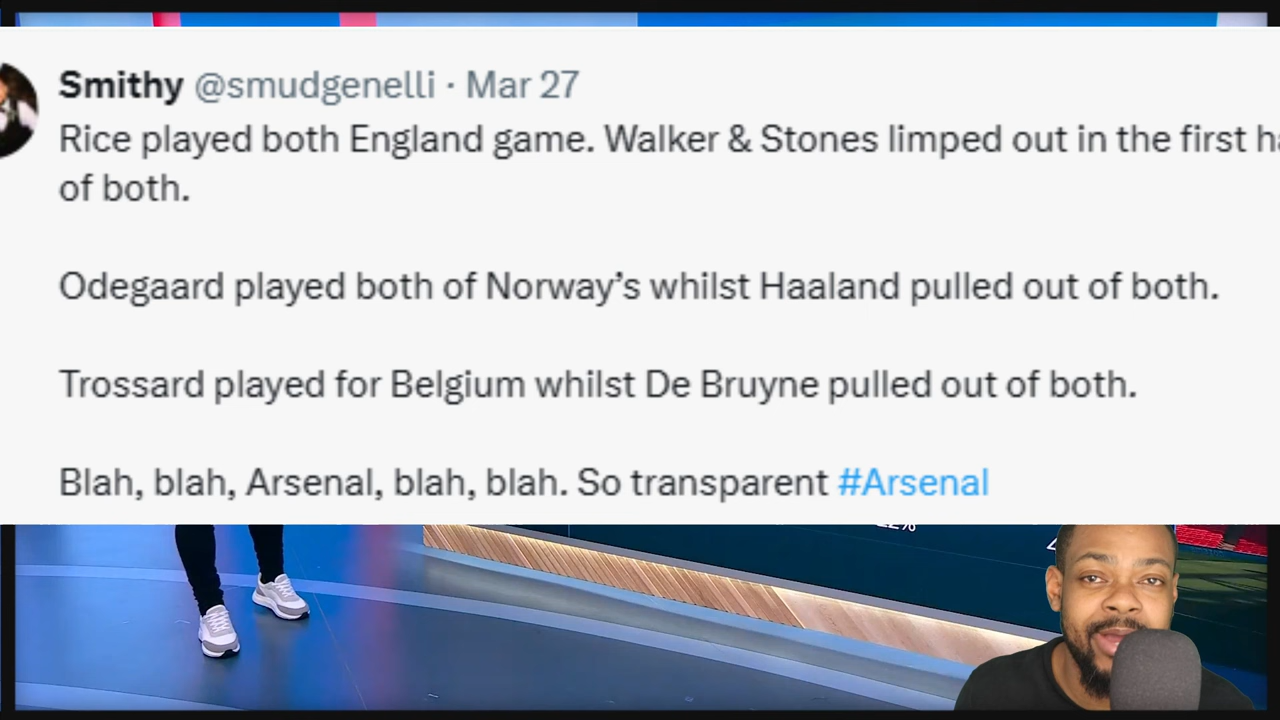 Smithy @smudgenelli · Mar 27
Rice played both England game. Walker & Stones limped out in the first
of both.
Odegaard played both of Norway’s whilst Haaland pulled out of both.
Trossard played for Belgium whilst De Bruyne pulled out of both.
Blah, blah, Arsenal, blah, blah. So transparent #Arsenal